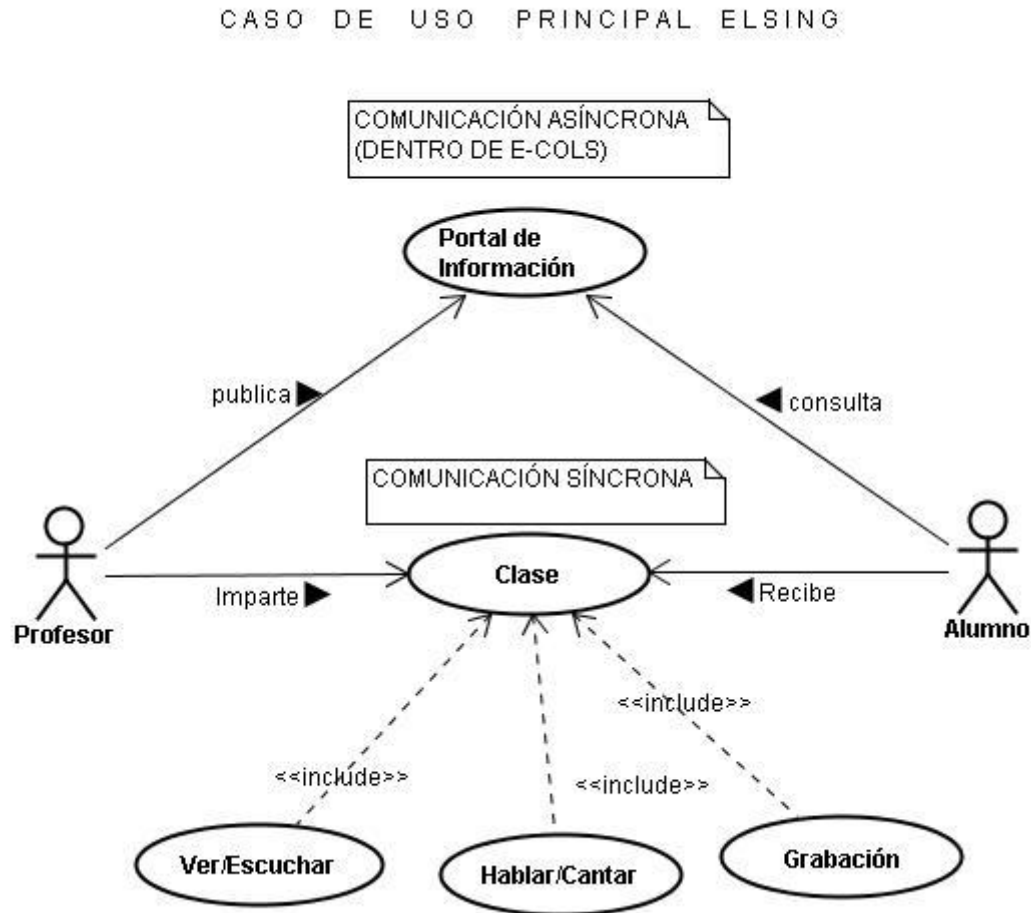 CASO DE USO PRINCIPAL ELSING
COMUNICACIÓN ASÍNCRONA
(DENTRO DE E-COLS)
Portal de
Información
publica
consulta
COMUNICACIÓN SÍNCRONA
Clase
Imparte
Recibe
Profesor
Alumno
<<include>>
<<include>>
<<include>>
Ver/Escuchar
Hablar/Cantar
Grabación